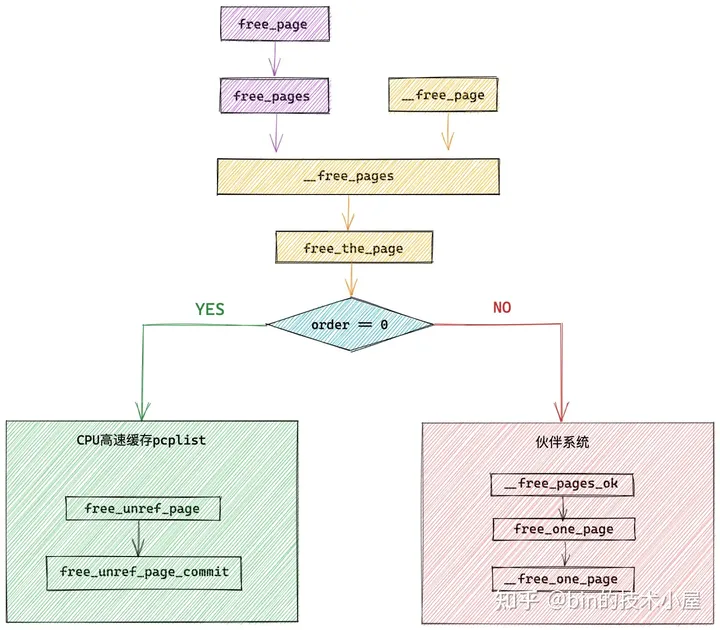 free_page
free_pages
__free_page
__free_pages
free_the_page
YES
NO
order == 0
CPU高速缓存pcplist
伙伴系统
__free_pages_ok
free_unref_page
free_one_page
free_unref_page_commit
__free_one_page
知乎 @bin的技术小屋